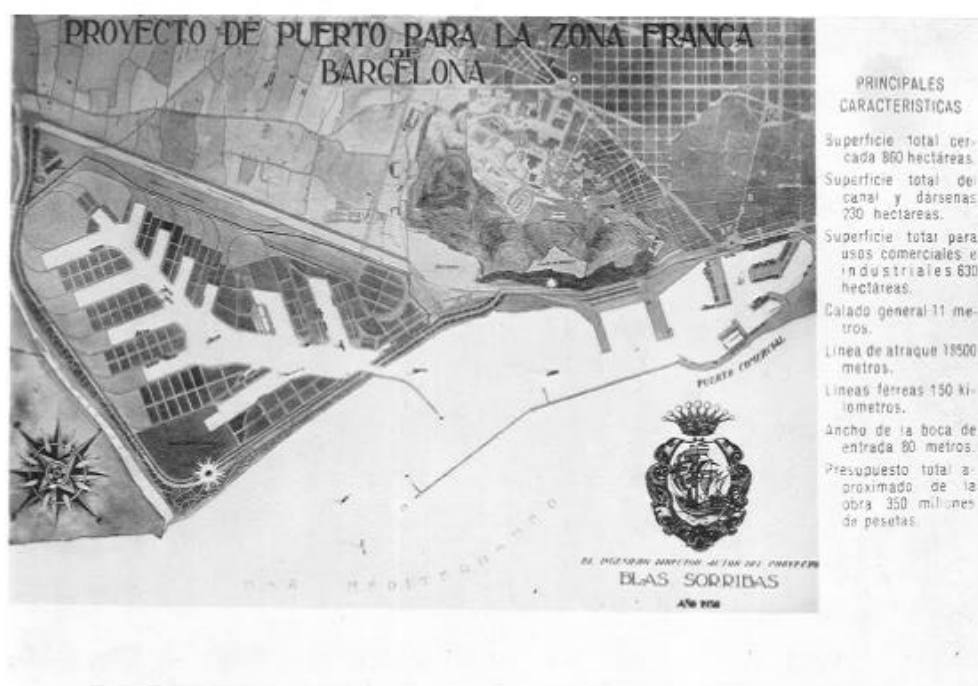 PROYECTO DE PUERTO PARA LA ZONA FRANCA
DE
BARCELONA
PRINCIPALES
CARACTERISTICAS
Superficie total cer-
cada 860 hectáreas.
Superficie total del
canal y dársenas
230 hectáreas.
Superficie total para
usos comerciales e
industriales 630
hectáreas.
Calado general 11 me-
tros.
Línea de atraque 18500
metros.
Líneas férreas 150 ki-
lometros.
Ancho de la boca de
entrada 80 metros.
Presupuesto total a-
proximado de la
obra 350 millones
de pesetas.
PUERTO COMERCIAL
MAR MEDITERRANEO
EL INGENIERO DIRECTOR AUTOR DEL PROYECTO
BLAS SORRIBAS
AÑO